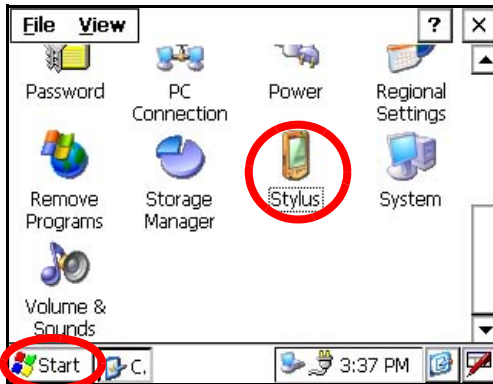 File View ? ×
Password PC Connection Power Regional Settings
Remove Programs Storage Manager Stylus System
Volume & Sounds
Start C. 3:37 PM